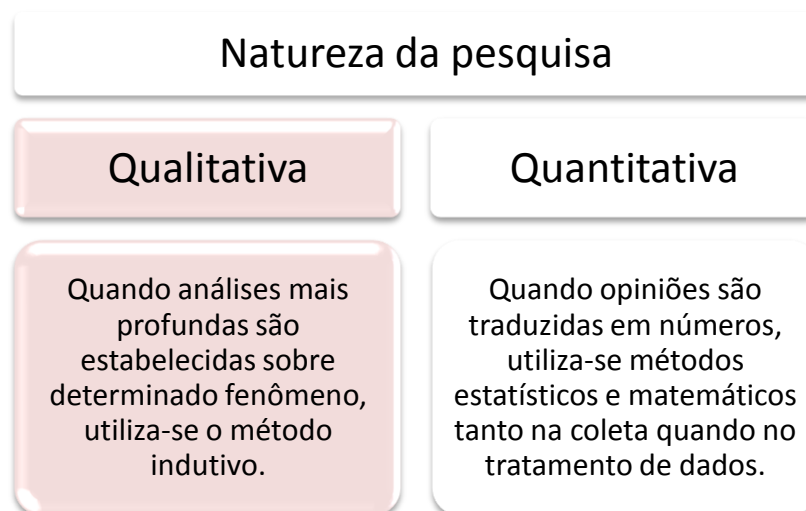 Natureza da pesquisa
Qualitativa
Quantitativa
Quando análises mais
profundas são
estabelecidas sobre
determinado fenômeno,
utiliza-se o método
indutivo.
Quando opiniões são
traduzidas em números,
utiliza-se métodos
estatísticos e matemáticos
tanto na coleta quando no
tratamento de dados.